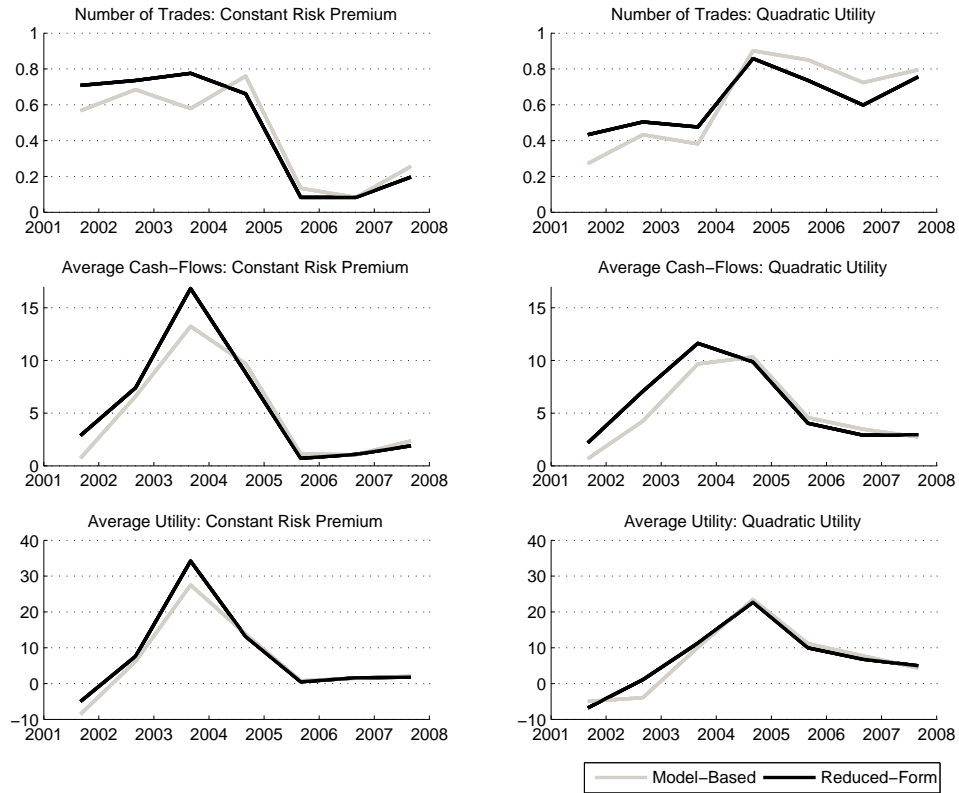 Number of Trades: Constant Risk Premium
1
0.8
0.6
0.4
0.2
0
2001 2002 2003 2004 2005 2006 2007 2008
Number of Trades: Quadratic Utility
1
0.8
0.6
0.4
0.2
0
2001 2002 2003 2004 2005 2006 2007 2008
Average Cash−Flows: Constant Risk Premium
15
10
5
0
2001 2002 2003 2004 2005 2006 2007 2008
Average Cash−Flows: Quadratic Utility
15
10
5
0
2001 2002 2003 2004 2005 2006 2007 2008
Average Utility: Constant Risk Premium
40
30
20
10
0
−10
2001 2002 2003 2004 2005 2006 2007 2008
Average Utility: Quadratic Utility
40
30
20
10
0
−10
2001 2002 2003 2004 2005 2006 2007 2008
Model−Based Reduced−Form